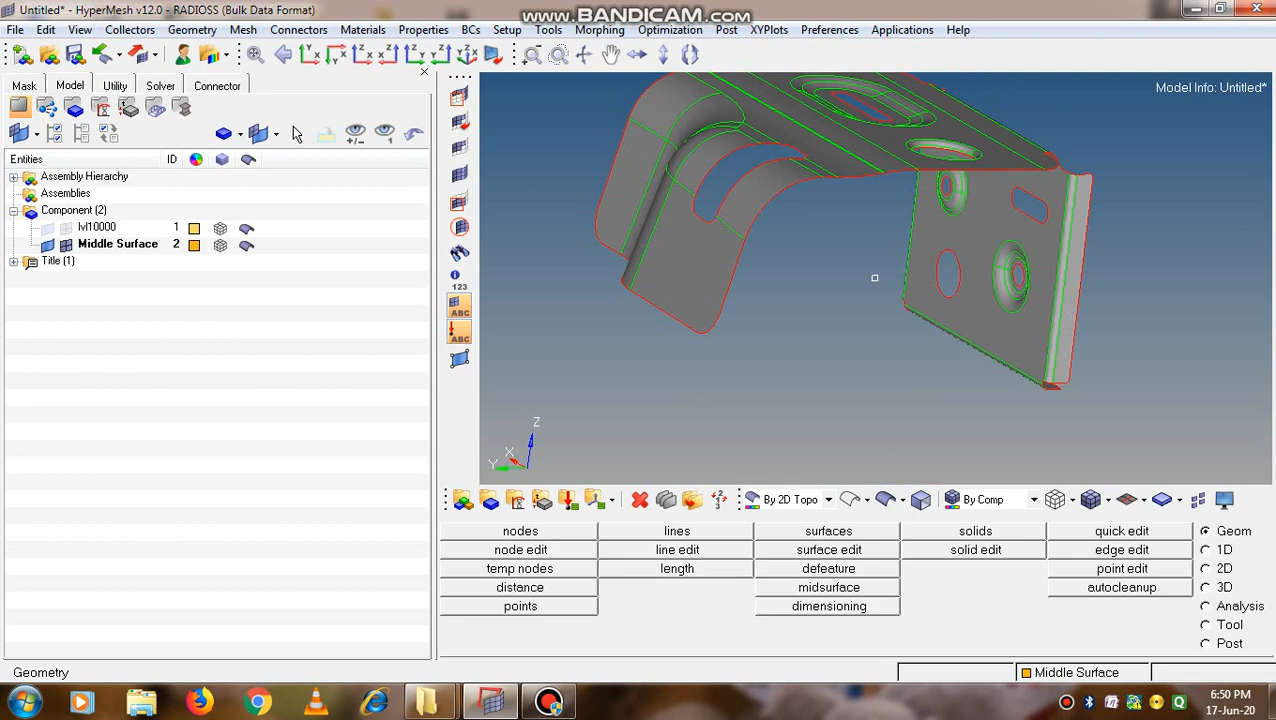 Untitled* - HyperMesh v12.0 - RADIOSS (Bulk Data Format)
www.BANDICAM.com
File Edit View Collectors Geometry Mesh Connectors Materials Properties BCs Setup Tools Morphing Optimization Post XYPlots Preferences Applications Help
Mask Model Utility Solver Connector
Model Info: Untitled*
Entities ID
Assembly Hierarchy
Assemblies
Component (2)
lvl10000 1
Middle Surface 2
Title (1)
123
ABC
ABC
Z
X
Y
By 2D Topo
By Comp
nodes lines surfaces solids quick edit Geom
node edit line edit surface edit solid edit edge edit 1D
temp nodes length defeature point edit 2D
distance midsurface autocleanup 3D
points dimensioning Analysis
Tool
Post
Geometry
Middle Surface
6:50 PM
17-Jun-20